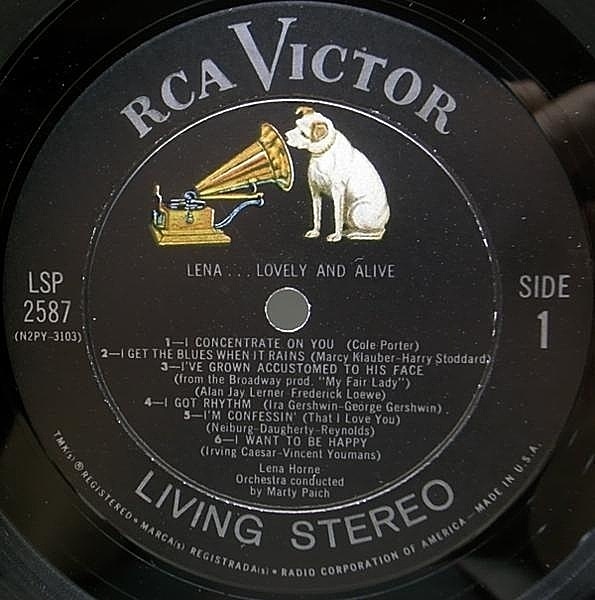 RCA VICTOR
LENA...LOVELY AND ALIVE
LSP
2587
(N2PY-3103)
SIDE
1
1—I CONCENTRATE ON YOU (Cole Porter)
2—I GET THE BLUES WHEN IT RAINS (Marcy Klauber-Harry Stoddard)
3—I'VE GROWN ACCUSTOMED TO HIS FACE
(from the Broadway prod. "My Fair Lady")
(Alan Jay Lerner-Frederick Loewe)
4—I GOT RHYTHM (Ira Gershwin-George Gershwin)
5—I'M CONFESSIN' (That I Love You)
(Neiburg-Daugherty-Reynolds)
6—I WANT TO BE HAPPY
(Irving Caesar-Vincent Youmans)
Lena Horne
Orchestra conducted
by Marty Paich
LIVING STEREO
TMK(s) ® REGISTERED • MARCA(s) REGISTRADA(s) • RADIO CORPORATION OF AMERICA—MADE IN U.S.A.